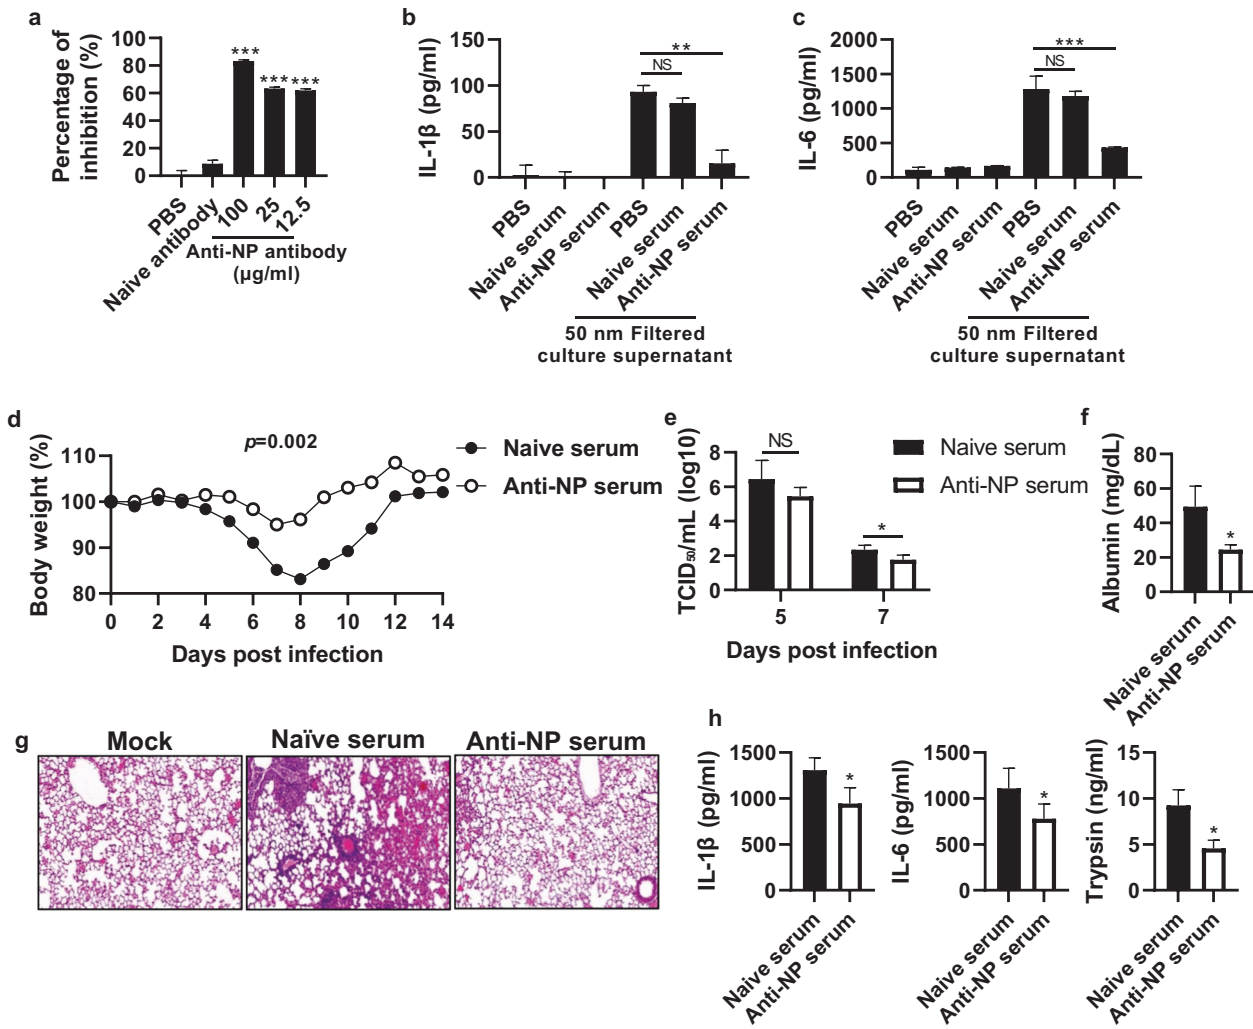 a
Percentage of
inhibition (%)
100
80
60
40
20
0
***
***
***
PBS
Naive antibody
100
25
12.5
Anti-NP antibody
(µg/ml)
b
IL-1β (pg/ml)
150
100
50
0
**
NS
PBS
Naive serum
Anti-NP serum
PBS
Naive serum
Anti-NP serum
50 nm Filtered
culture supernatant
c
IL-6 (pg/ml)
2000
1500
1000
500
0
***
NS
PBS
Naive serum
Anti-NP serum
PBS
Naive serum
Anti-NP serum
50 nm Filtered
culture supernatant
d
Body weight (%)
110
100
90
80
p=0.002
Naive serum
Anti-NP serum
0 2 4 6 8 10 12 14
Days post infection
e
TCID50/mL (log10)
8
6
4
2
0
NS
*
Naive serum
Anti-NP serum
5 7
Days post infection
f
Albumin (mg/dL)
80
60
40
20
0
*
Naive serum
Anti-NP serum
g
Mock
Naïve serum
Anti-NP serum
h
IL-1β (pg/ml)
1500
1000
500
0
*
Naive serum
Anti-NP serum
IL-6 (pg/ml)
1500
1000
500
0
*
Naive serum
Anti-NP serum
Trypsin (ng/ml)
15
10
5
0
*
Naive serum
Anti-NP serum